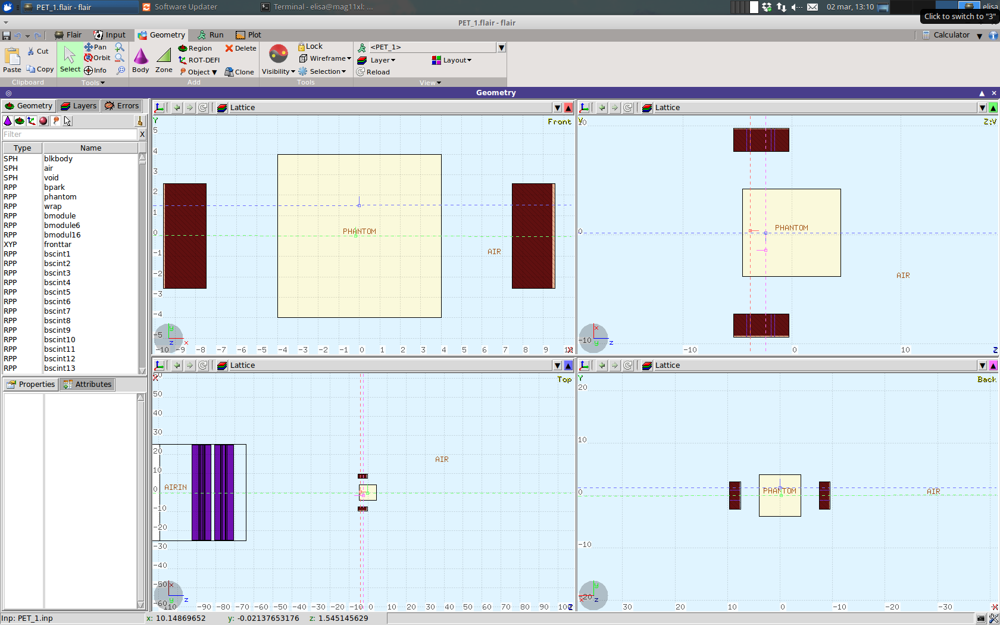 PET_1.flair - flair
Software Updater
Terminal - elisa@mag11xl: ...
02 mar, 13:10
elisa
Click to switch to "3"
PET_1.flair - flair
Flair
Input
Geometry
Run
Plot
Calculator
Paste
Cut
Copy
Clipboard
Select
Pan
Orbit
Info
Tools
Body
Zone
Region
ROT-DEFI
Object
Delete
Clone
Add
Visibility
Lock
Wireframe
Selection
Tools
<PET_1>
Layer
Layout
Reload
View
Geometry
Geometry
Layers
Errors
Filter
X
Type Name
SPH blkbody
SPH air
SPH void
RPP bpark
RPP phantom
RPP wrap
RPP bmodule
RPP bmodule6
RPP bmodul16
XYP fronttar
RPP bscint1
RPP bscint2
RPP bscint3
RPP bscint4
RPP bscint5
RPP bscint6
RPP bscint7
RPP bscint8
RPP bscint9
RPP bscint10
RPP bscint11
RPP bscint12
RPP bscint13
Properties
Attributes
Lattice
Y
Front
5
4
3
2
1
0
-1
-2
-3
-4
-5
PHANTOM
AIR
y
z
x
-10 -9 -8 -7 -6 -5 -4 -3 -2 -1 0 1 2 3 4 5 6 7 8 9
Lattice
Z:V
0
-10
PHANTOM
AIR
x
y
z
-10 0 10
Z
Lattice
Top
50
40
30
20
10
0
-10
-20
-30
-40
-50
-60
AIRIN
AIR
x
y
z
-90 -80 -70 -60 -50 -40 -30 -20 -10 0 10 20 30 40 50 60 70 80 90
Lattice
Y
Back
20
10
0
-10
-20
PHANTOM
AIR
y
x
z
30 20 10 0 -10 -20 -30
X
Inp: PET_1.inp
x: 10.14869652
y: -0.02137653176
z: 1.545145629